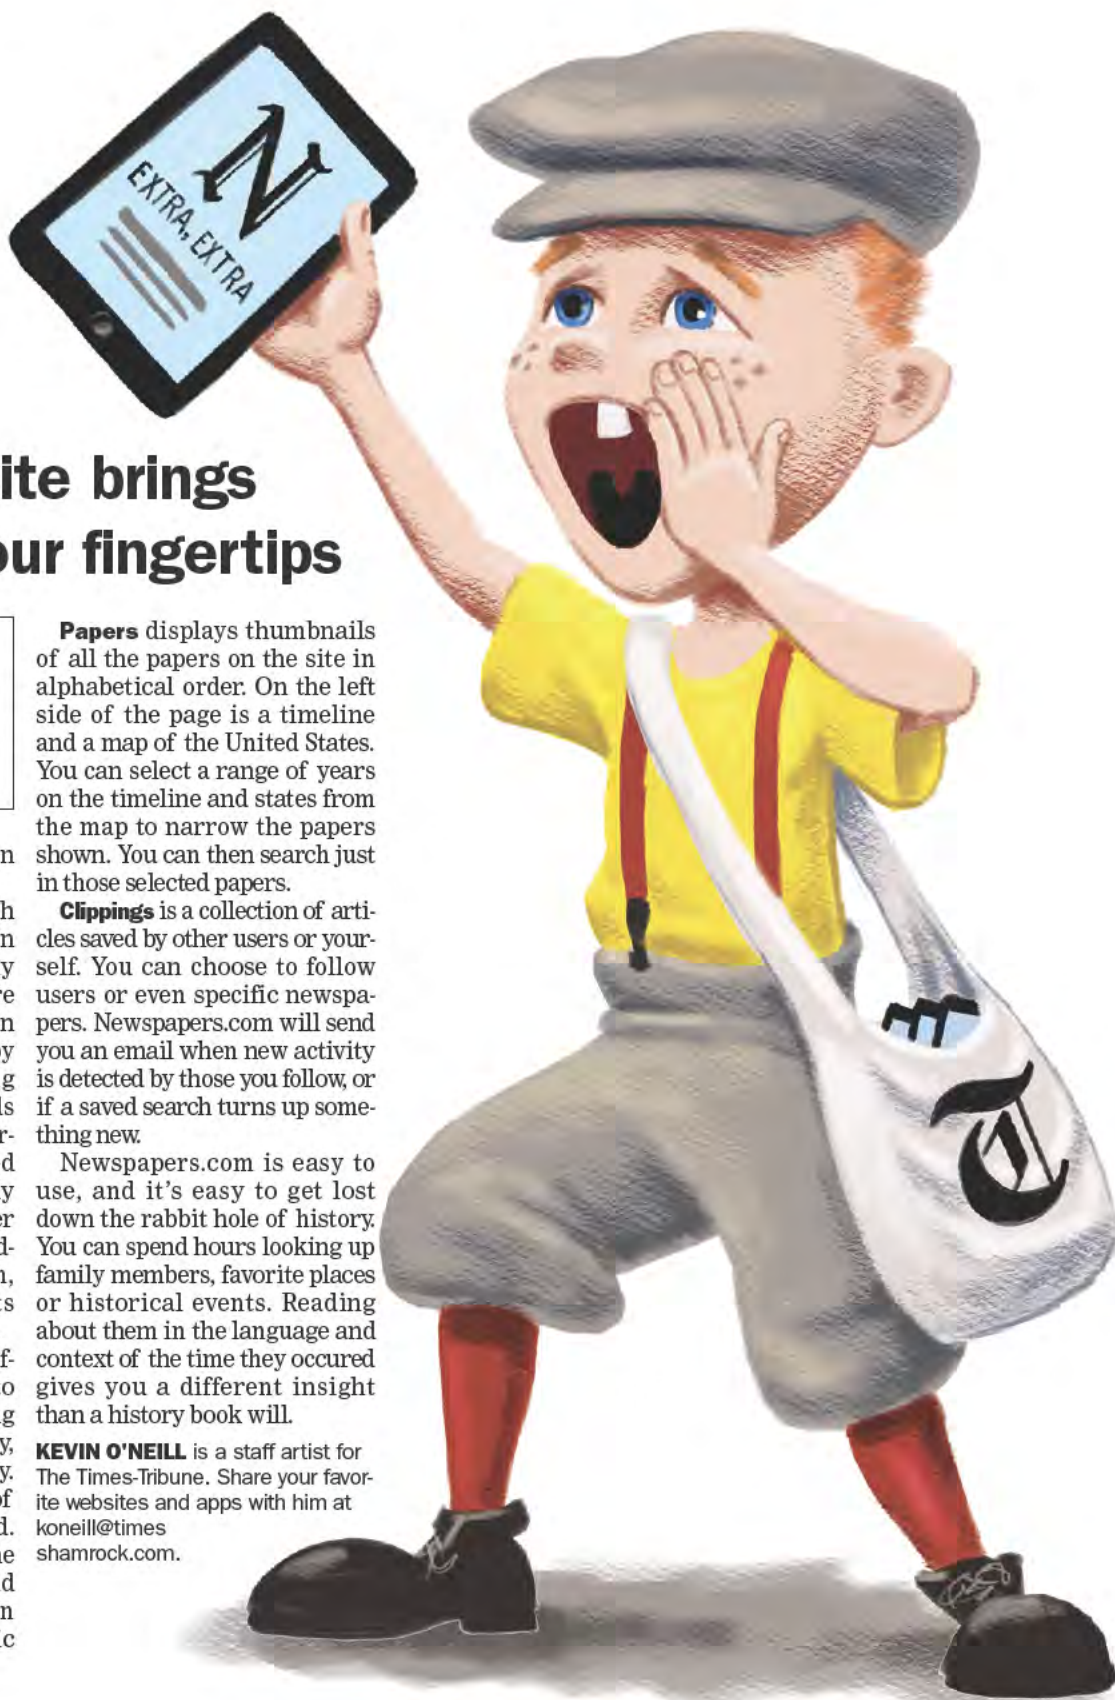 N
EXTRA, EXTRA
ite brings
our fingertips
Papers displays thumbnails
of all the papers on the site in
alphabetical order. On the left
side of the page is a timeline
and a map of the United States.
You can select a range of years
on the timeline and states from
the map to narrow the papers
shown. You can then search just
in those selected papers.
Clippings is a collection of arti-
cles saved by other users or your-
self. You can choose to follow
users or even specific newspa-
pers. Newspapers.com will send
you an email when new activity
is detected by those you follow, or
if a saved search turns up some-
thing new.
Newspapers.com is easy to
use, and it's easy to get lost
down the rabbit hole of history.
You can spend hours looking up
family members, favorite places
or historical events. Reading
about them in the language and
context of the time they occured
gives you a different insight
than a history book will.
KEVIN O'NEILL is a staff artist for
The Times-Tribune. Share your favor-
ite websites and apps with him at
koneill@times
shamrock.com.
T